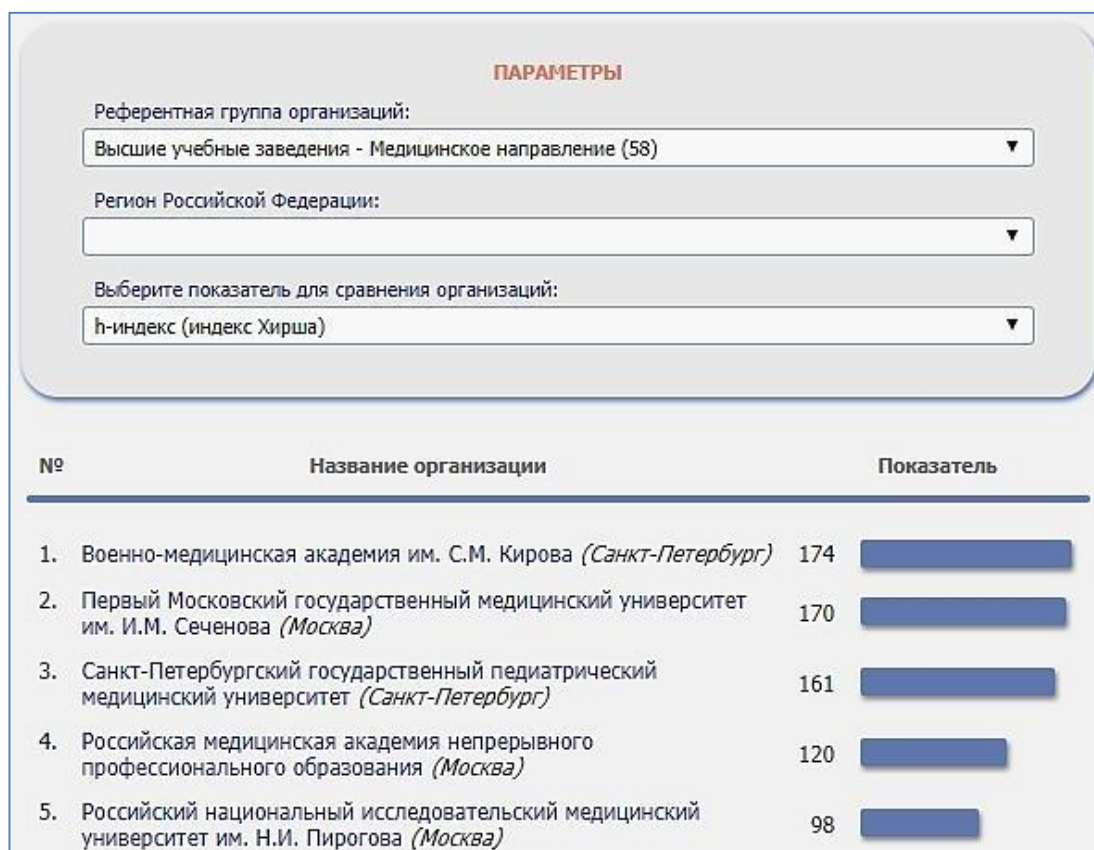 ПАРАМЕТРЫ
Референтная группа организаций:
Высшие учебные заведения - Медицинское направление (58)
Регион Российской Федерации:
Выберите показатель для сравнения организаций:
h-индекс (индекс Хирша)
№ Название организации Показатель
1. Военно-медицинская академия им. С.М. Кирова (Санкт-Петербург) 174
2. Первый Московский государственный медицинский университет
им. И.М. Сеченова (Москва) 170
3. Санкт-Петербургский государственный педиатрический
медицинский университет (Санкт-Петербург) 161
4. Российская медицинская академия непрерывного
профессионального образования (Москва) 120
5. Российский национальный исследовательский медицинский
университет им. Н.И. Пирогова (Москва) 98